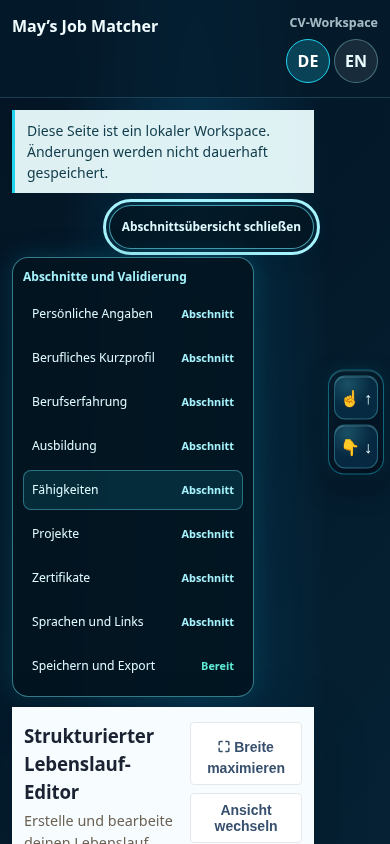 May’s Job Matcher
CV-Workspace
DE EN
Diese Seite ist ein lokaler Workspace.
Änderungen werden nicht dauerhaft
gespeichert.
Abschnittsübersicht schließen
Abschnitte und Validierung
Persönliche Angaben Abschnitt
Berufliches Kurzprofil Abschnitt
Berufserfahrung Abschnitt
Ausbildung Abschnitt
Fähigkeiten Abschnitt
Projekte Abschnitt
Zertifikate Abschnitt
Sprachen und Links Abschnitt
Speichern und Export Bereit
☝ ↑
👇 ↓
Strukturierter
Lebenslauf-
Editor
Erstelle und bearbeite
deinen Lebenslauf
⛶ Breite
maximieren
Ansicht
wechseln